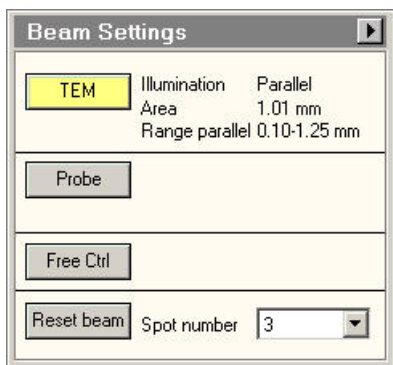 Beam Settings
TEM Illumination Parallel
Area 1.01 mm
Range parallel 0.10-1.25 mm
Probe
Free Ctrl
Reset beam Spot number 3